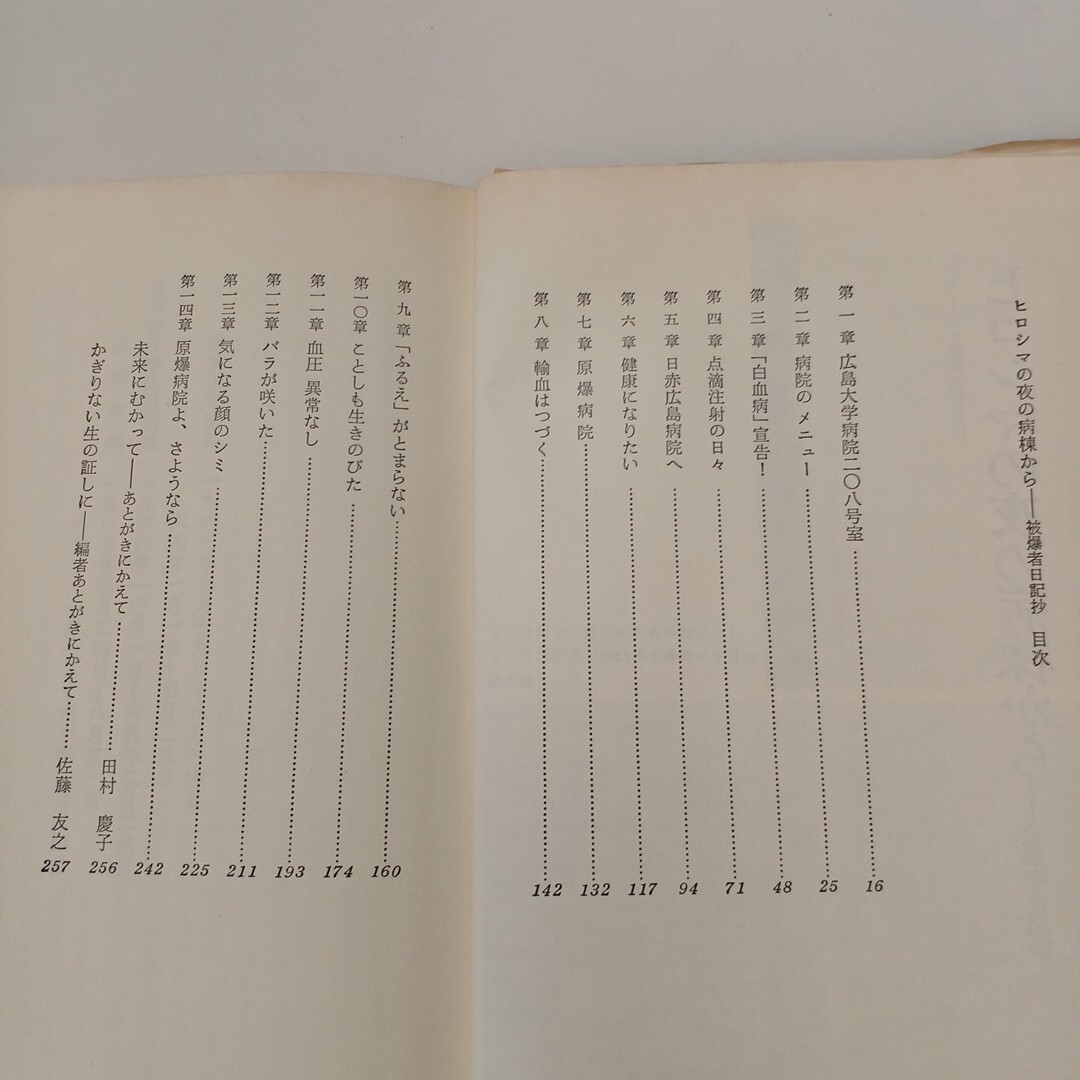 ヒロシマの夜の病棟から——被爆者日記抄　目次
第一章　広島大学病院二〇八号室……………16
第二章　病院のメニュー……………25
第三章　「白血病」宣告！……………48
第四章　点滴注射の日々……………71
第五章　日赤広島病院へ……………94
第六章　健康になりたい……………117
第七章　原爆病院……………132
第八章　輸血はつづく……………142
第九章　「ふるえ」がとまらない……………160
第一〇章　ことしも生きのびた……………174
第一一章　血圧　異常なし……………193
第一二章　バラが咲いた……………211
第一三章　気になる顔のシミ……………225
第一四章　原爆病院よ、さようなら……………242
未来にむかって——あとがきにかえて……………田村　慶子　256
かぎりない生の証しに——編者あとがきにかえて……佐藤　友之　257